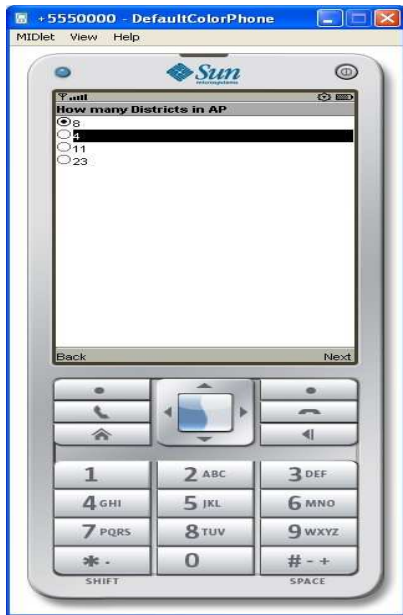 +5550000 - DefaultColorPhone
MIDlet View Help
Sun
microsystems
How many Districts in AP
8
4
11
23
Back Next
1 2 ABC 3 DEF
4 GHI 5 JKL 6 MNO
7 PQRS 8 TUV 9 WXYZ
* . 0 # - +
SHIFT SPACE